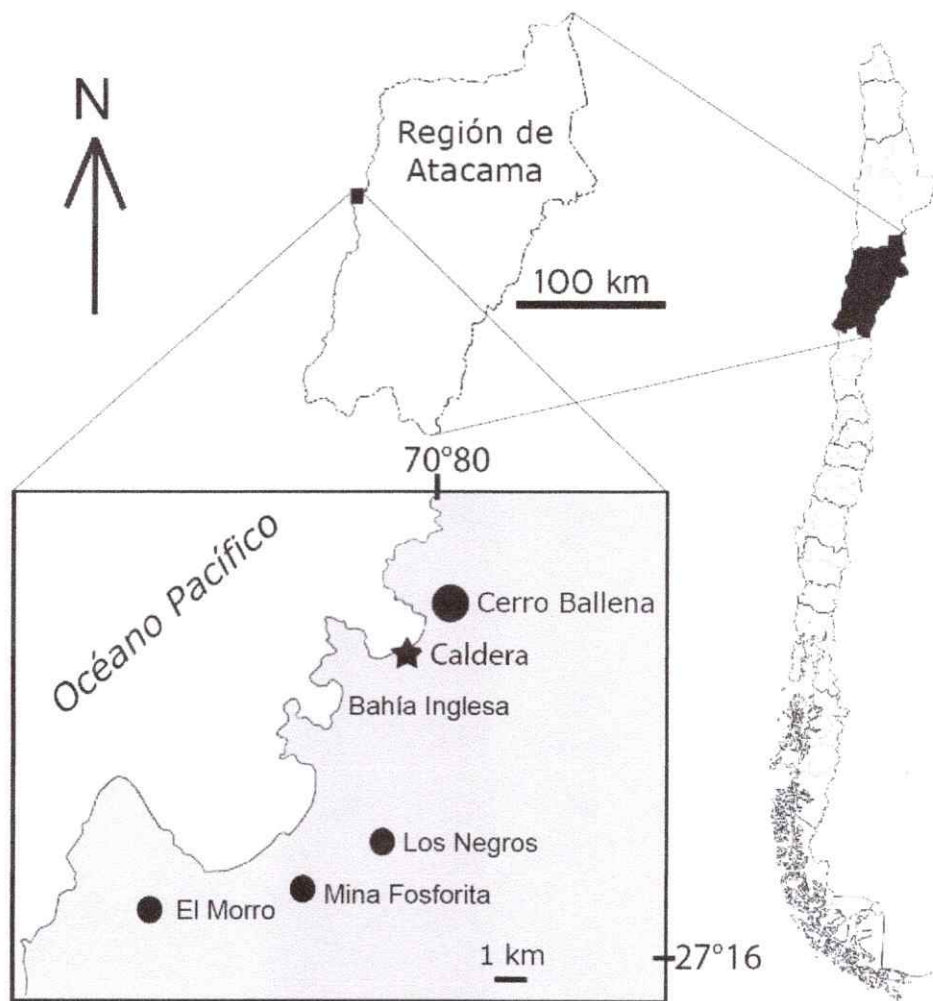 N
Región de
Atacama
100 km
70°80
Océano Pacífico
Cerro Ballena
Caldera
Bahía Inglesa
Los Negros
Mina Fosforita
El Morro
1 km
27°16